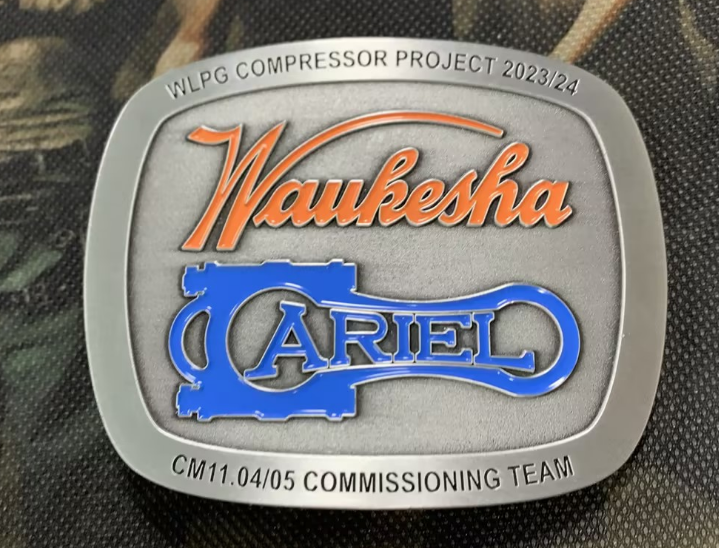 WLPG COMPRESSOR PROJECT 2023/24
Waukesha
ARIEL
CM11.04/05 COMMISSIONING TEAM